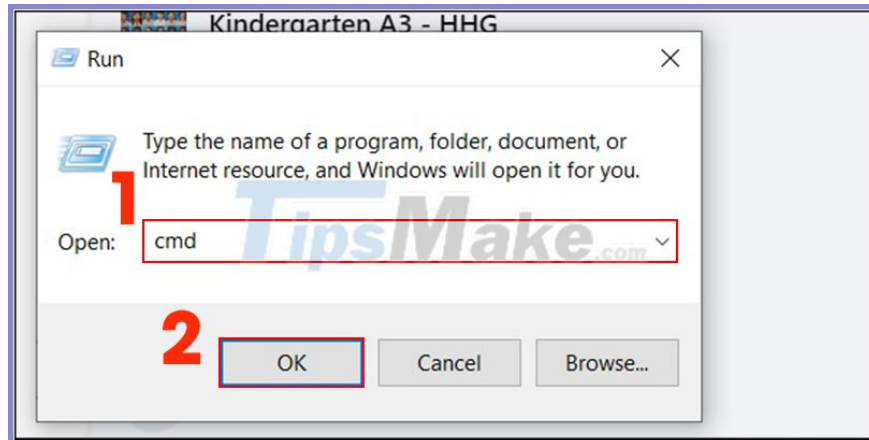 Kindergarten A3 - HHG
Run
Type the name of a program, folder, document, or
Internet resource, and Windows will open it for you.
1
Open: cmd
TipsMake.com
2
OK Cancel Browse...